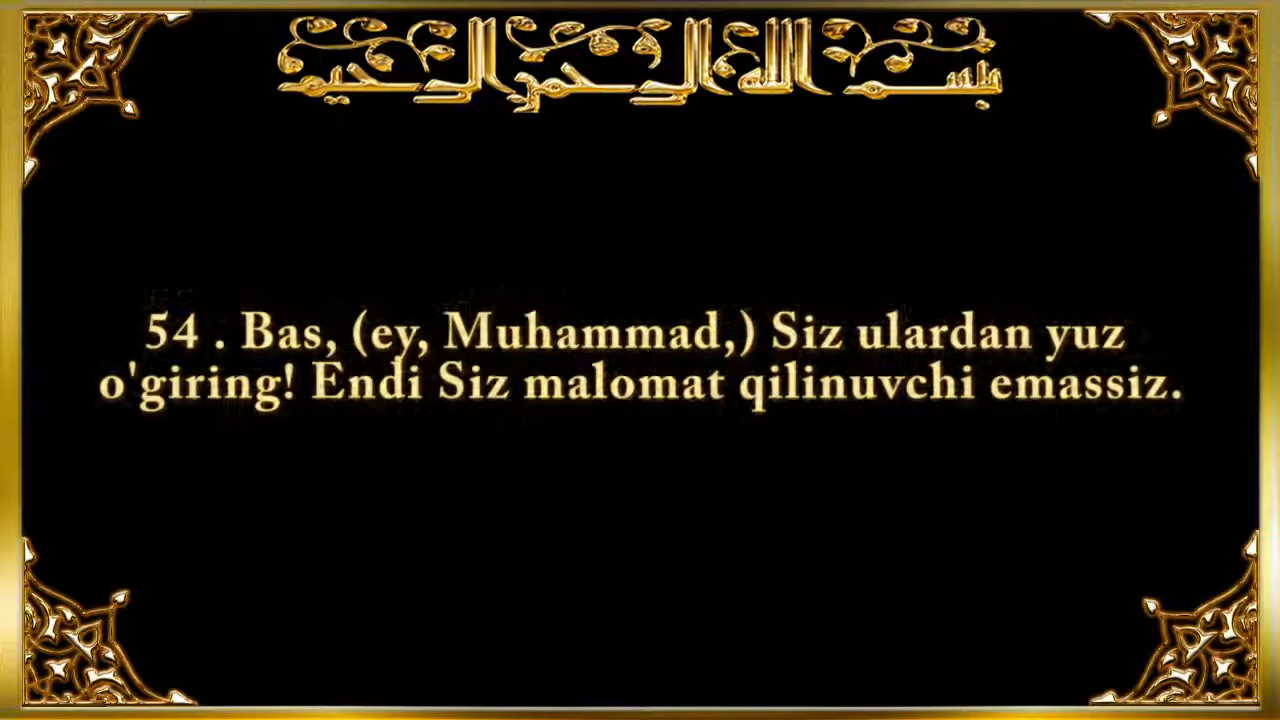 بسم الله الرحمن الرحيم
54 . Bas, (ey, Muhammad,) Siz ulardan yuz
o'giring! Endi Siz malomat qilinuvchi emassiz.